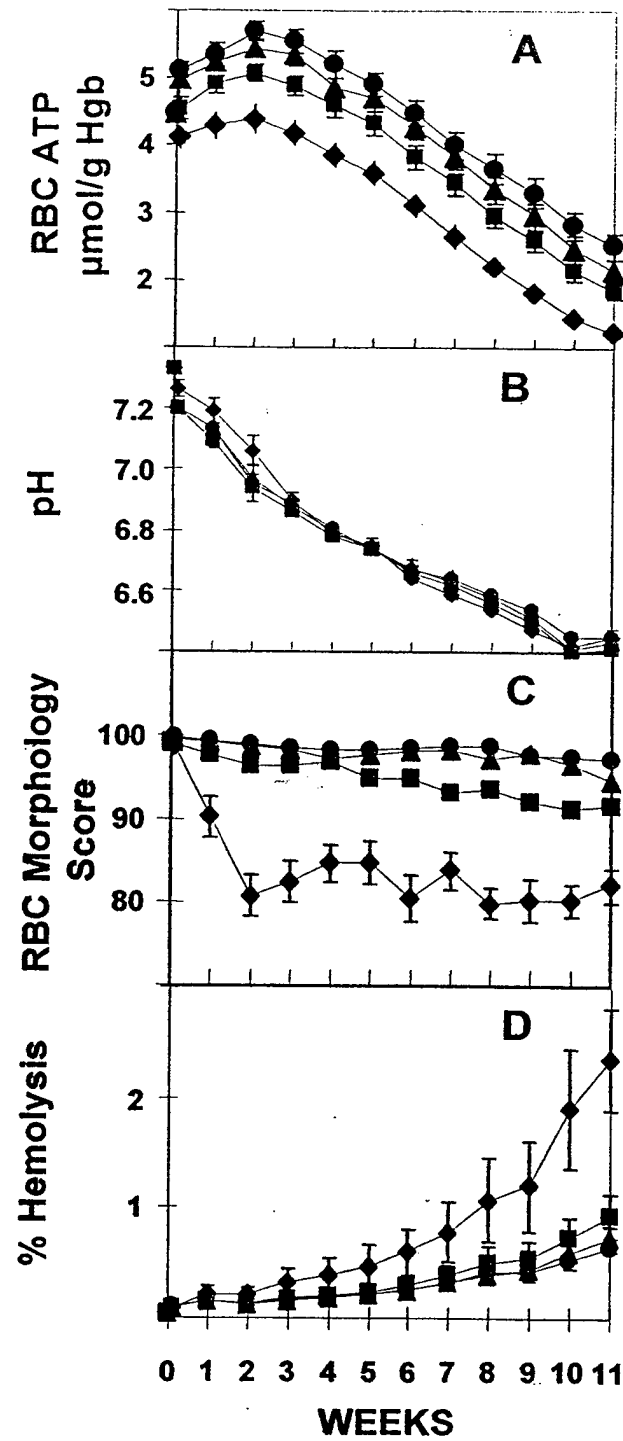 A
RBC ATP
μmol/g Hgb
5
4
3
2
B
pH
7.2
7.0
6.8
6.6
C
RBC Morphology
Score
100
90
80
D
% Hemolysis
2
1
0 1 2 3 4 5 6 7 8 9 10 11
WEEKS